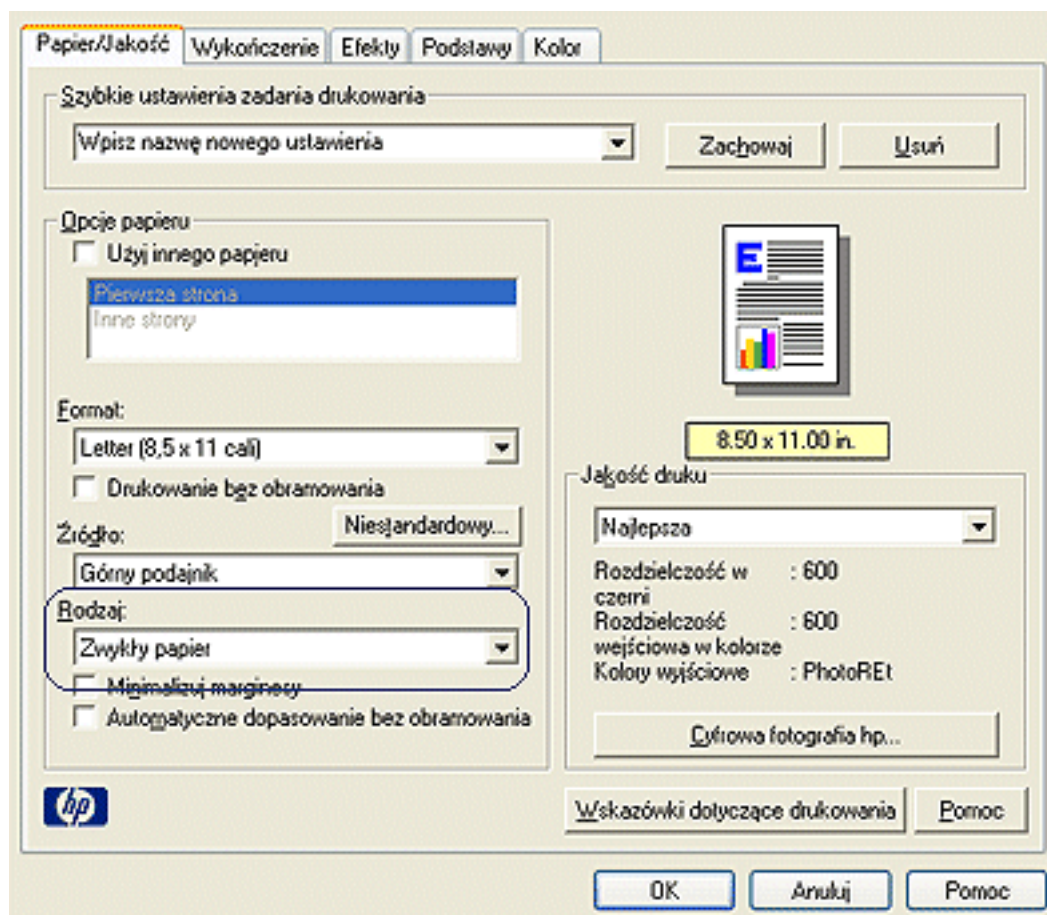 Papier/Jakość Wykończenie Efekty Podstawy Kolor
Szybkie ustawienia zadania drukowania
Wpisz nazwę nowego ustawienia
Zachowaj
Usuń
Opcje papieru
Użyj innego papieru
Pierwsza strona
Inne strony
Format:
Letter (8,5 x 11 cali)
Drukowanie bez obramowania
Źródło:
Niestandardowy...
Górny podajnik
Rodzaj:
Zwykły papier
Minimalizuj marginesy
Automatyczne dopasowanie bez obramowania
E
8.50 x 11.00 in.
Jakość druku
Najlepsza
Rozdzielczość w : 600
czerni
Rozdzielczość : 600
wejściowa w kolorze
Kolory wyjściowe : PhotoREt
Cyfrowa fotografia hp...
hp
Wskazówki dotyczące drukowania
Pomoc
OK
Anuluj
Pomoc